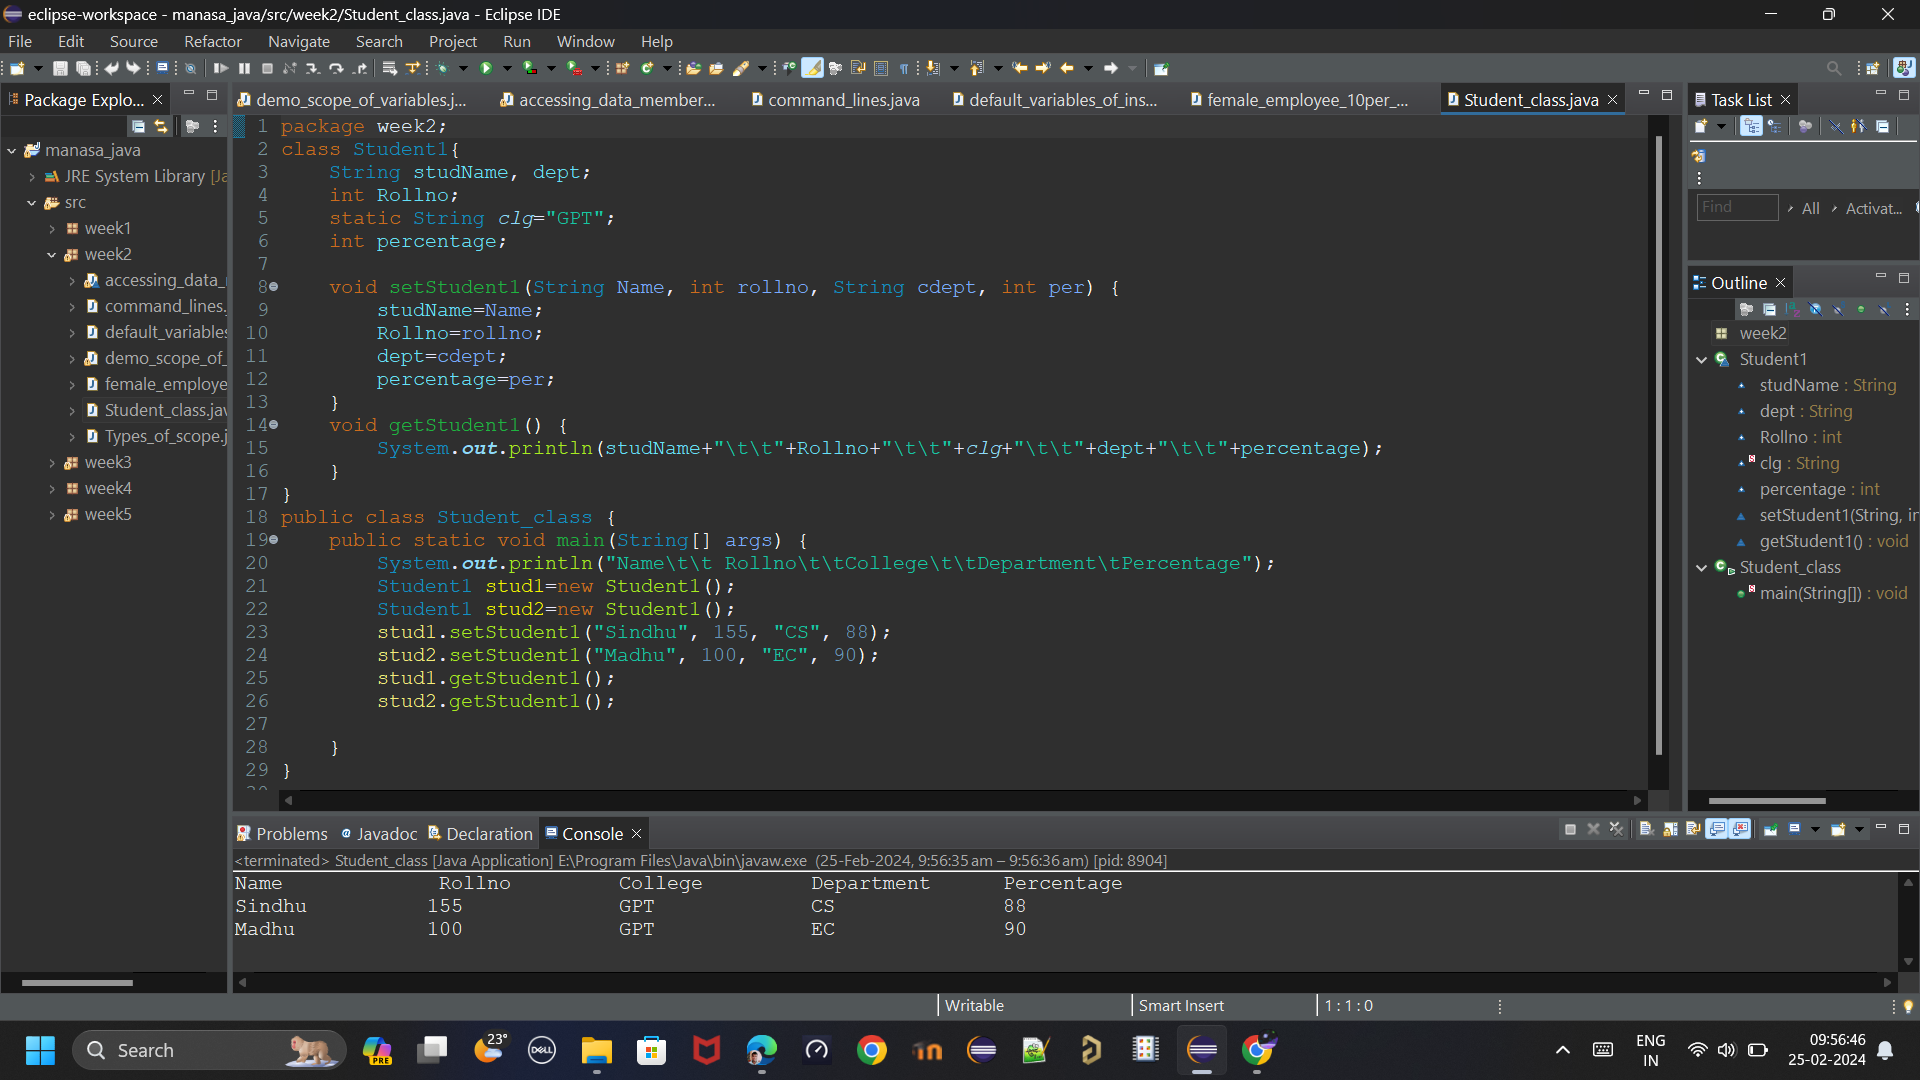 eclipse-workspace - manasa_java/src/week2/Student_class.java - Eclipse IDE
File Edit Source Refactor Navigate Search Project Run Window Help
Package Explo...
demo_scope_of_variables.j... accessing_data_member... command_lines.java default_variables_of_ins... female_employee_10per_... Student_class.java
Task List
manasa_java
JRE System Library [Ja
src
week1
week2
accessing_data_
command_lines.
default_variables
demo_scope_of_
female_employe
Student_class.jav
Types_of_scope.j
week3
week4
week5
1 package week2;
2 class Student1{
3 String studName, dept;
4 int Rollno;
5 static String clg="GPT";
6 int percentage;
7
8 void setStudent1(String Name, int rollno, String cdept, int per) {
9 studName=Name;
10 Rollno=rollno;
11 dept=cdept;
12 percentage=per;
13 }
14 void getStudent1() {
15 System.out.println(studName+"\t\t"+Rollno+"\t\t"+clg+"\t\t"+dept+"\t\t"+percentage);
16 }
17 }
18 public class Student_class {
19 public static void main(String[] args) {
20 System.out.println("Name\t\t Rollno\t\tCollege\t\tDepartment\tPercentage");
21 Student1 stud1=new Student1();
22 Student1 stud2=new Student1();
23 stud1.setStudent1("Sindhu", 155, "CS", 88);
24 stud2.setStudent1("Madhu", 100, "EC", 90);
25 stud1.getStudent1();
26 stud2.getStudent1();
27
28 }
29 }
Find All Activat...
Outline
week2
Student1
studName : String
dept : String
Rollno : int
clg : String
percentage : int
setStudent1(String, in
getStudent1() : void
Student_class
main(String[]) : void
Problems Javadoc Declaration Console
<terminated> Student_class [Java Application] E:\Program Files\Java\bin\javaw.exe (25-Feb-2024, 9:56:35 am – 9:56:36 am) [pid: 8904]
Name Rollno College Department Percentage
Sindhu 155 GPT CS 88
Madhu 100 GPT EC 90
Writable Smart Insert 1 : 1 : 0
Search PRE 23° DELL ENG
IN
09:56:46
25-02-2024